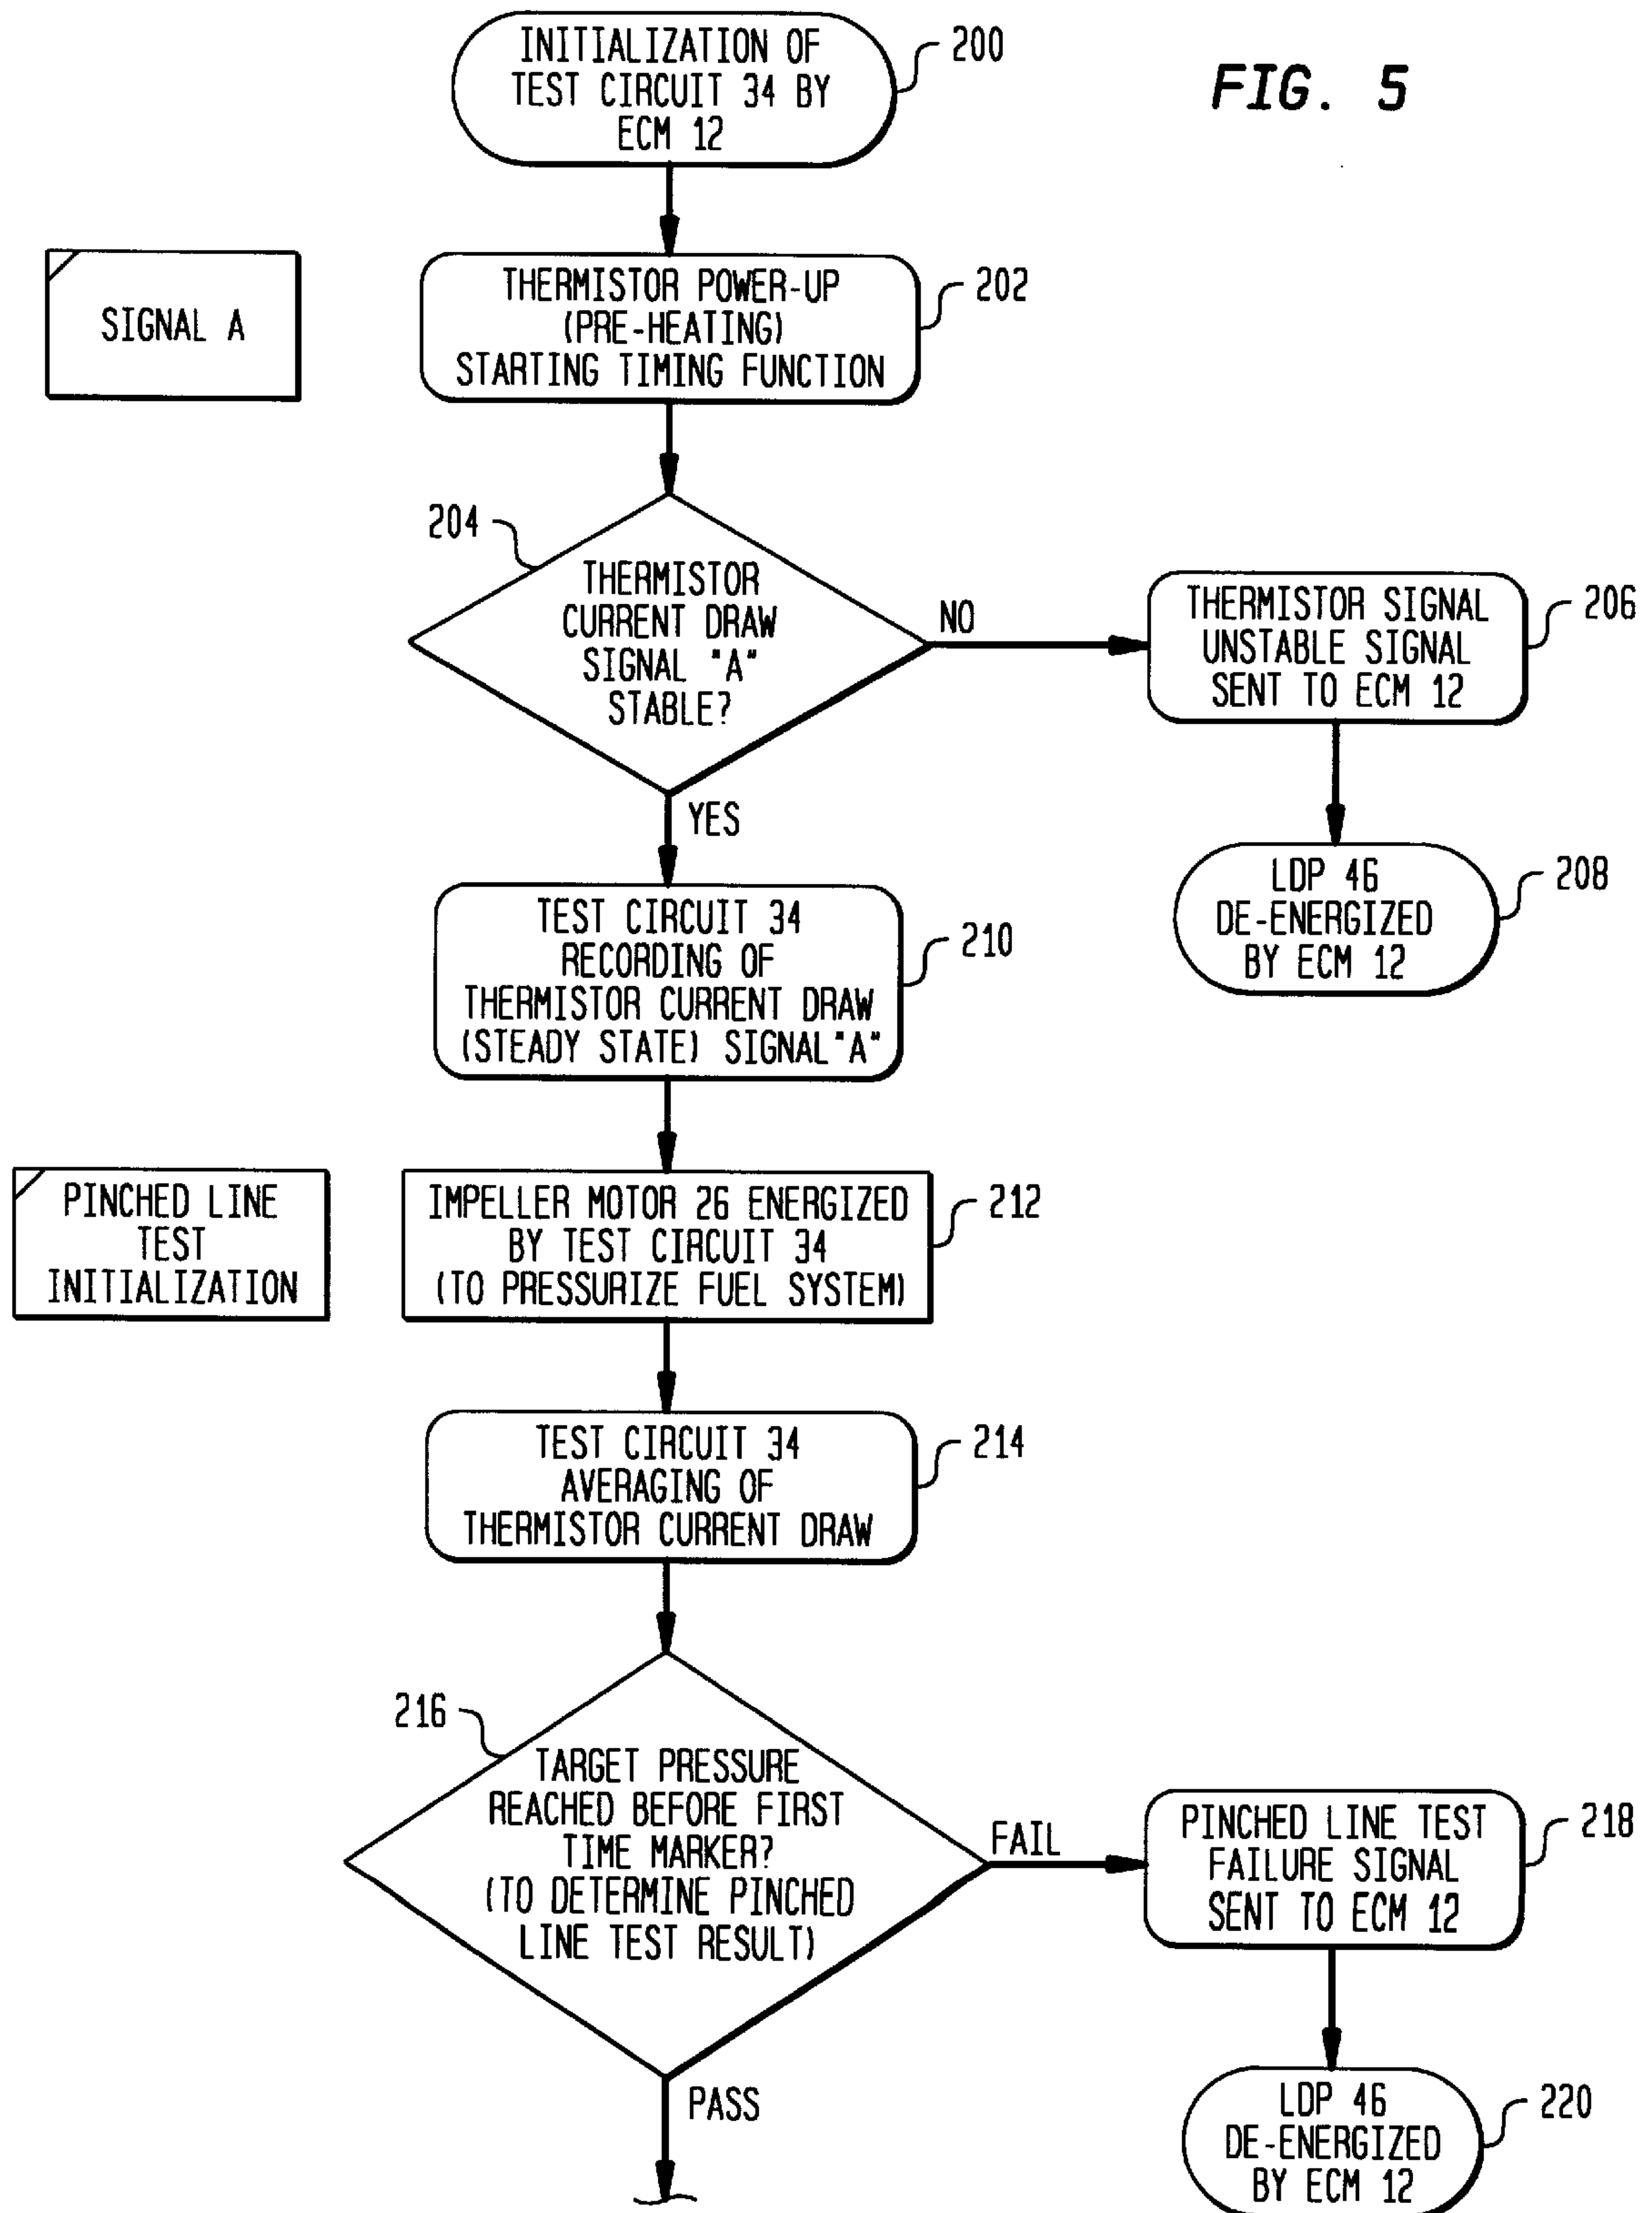 FIG. 5
INITIALIZATION OF
TEST CIRCUIT 34 BY
ECM 12
200
SIGNAL A
THERMISTOR POWER-UP
(PRE-HEATING)
STARTING TIMING FUNCTION
202
204
THERMISTOR
CURRENT DRAW
SIGNAL "A"
STABLE?
NO
THERMISTOR SIGNAL
UNSTABLE SIGNAL
SENT TO ECM 12
206
YES
LDP 46
DE-ENERGIZED
BY ECM 12
208
TEST CIRCUIT 34
RECORDING OF
THERMISTOR CURRENT DRAW
(STEADY STATE) SIGNAL"A"
210
PINCHED LINE
TEST
INITIALIZATION
IMPELLER MOTOR 26 ENERGIZED
BY TEST CIRCUIT 34
(TO PRESSURIZE FUEL SYSTEM)
212
TEST CIRCUIT 34
AVERAGING OF
THERMISTOR CURRENT DRAW
214
216
TARGET PRESSURE
REACHED BEFORE FIRST
TIME MARKER?
(TO DETERMINE PINCHED
LINE TEST RESULT)
FAIL
PINCHED LINE TEST
FAILURE SIGNAL
SENT TO ECM 12
218
PASS
LDP 46
DE-ENERGIZED
BY ECM 12
220